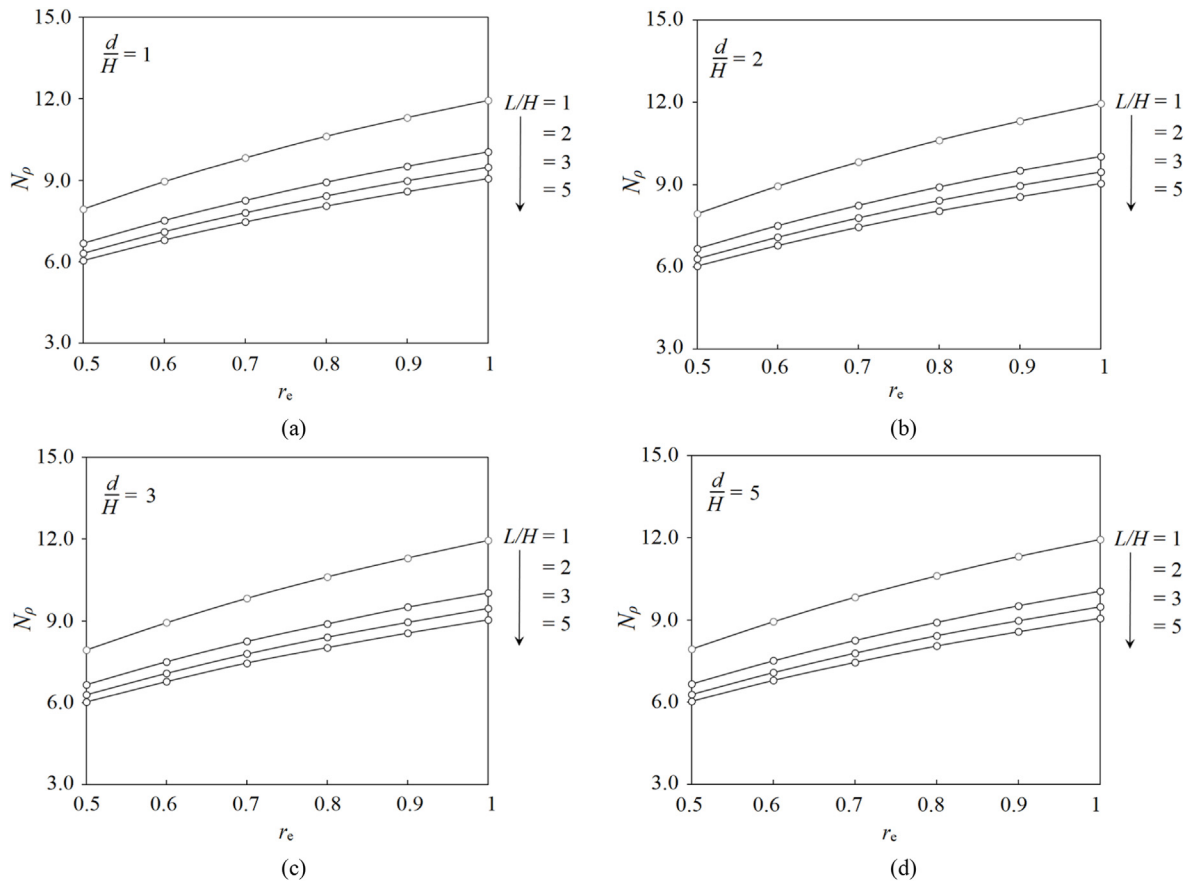 15.0
d/H = 1
12.0
L/H = 1
= 2
= 3
= 5
Nρ
9.0
6.0
3.0
0.5 0.6 0.7 0.8 0.9 1
re
(a)
15.0
d/H = 2
12.0
L/H = 1
= 2
= 3
= 5
Nρ
9.0
6.0
3.0
0.5 0.6 0.7 0.8 0.9 1
re
(b)
15.0
d/H = 3
12.0
L/H = 1
= 2
= 3
= 5
Nρ
9.0
6.0
3.0
0.5 0.6 0.7 0.8 0.9 1
re
(c)
15.0
d/H = 5
12.0
L/H = 1
= 2
= 3
= 5
Nρ
9.0
6.0
3.0
0.5 0.6 0.7 0.8 0.9 1
re
(d)